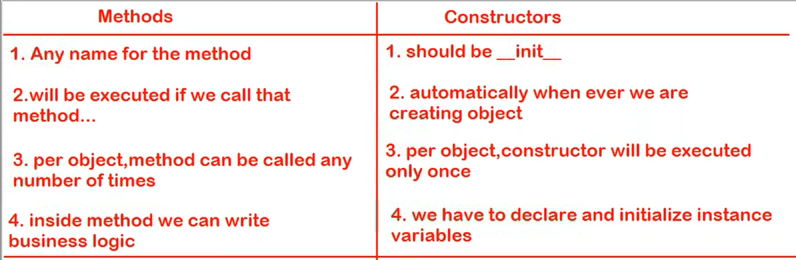 Methods
Constructors
1. Any name for the method
1. should be __init__
2.will be executed if we call that
method...
2. automatically when ever we are
creating object
3. per object,method can be called any
number of times
3. per object,constructor will be executed
only once
4. inside method we can write
business logic
4. we have to declare and initialize instance
variables